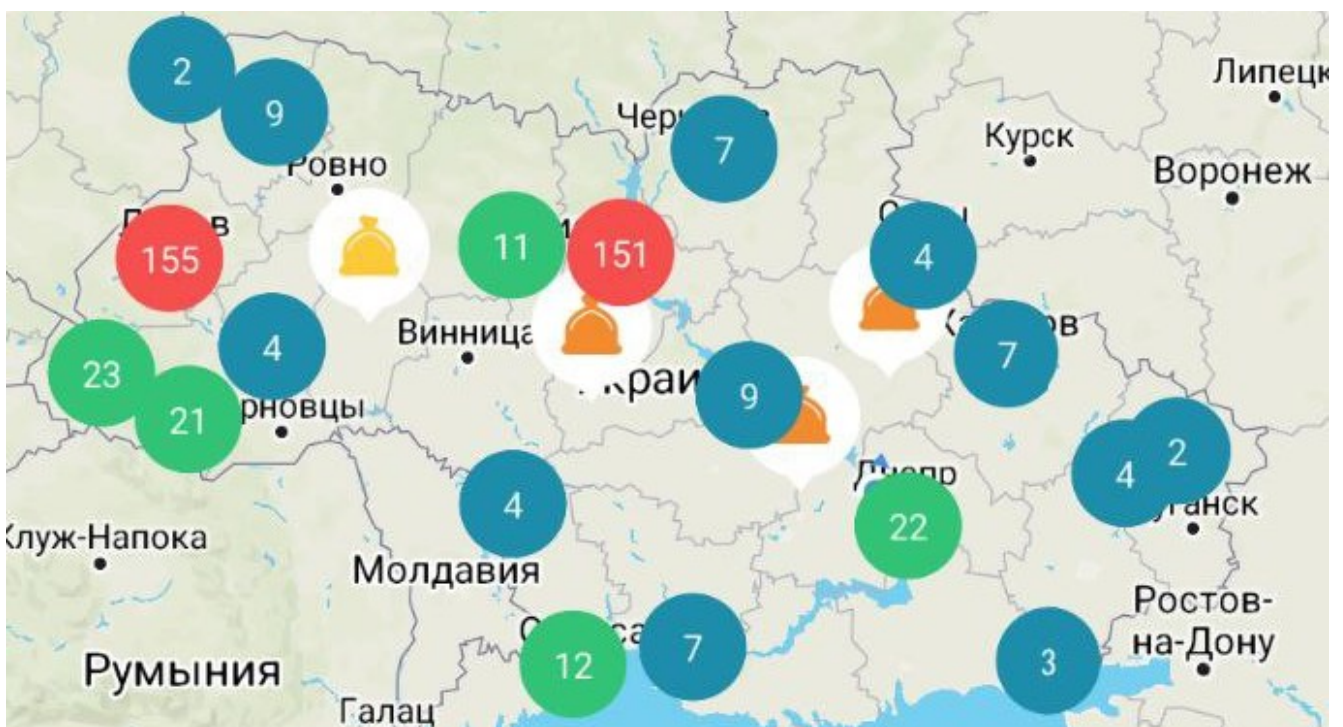 2
9
7
Липецк
Курск
Воронеж
Ровно
155
11
151
4
4
Винница
7
23
21
9
2
4
Днепр
22
4
Клуж-Напока
Молдавия
Ростов-
на-Дону
12
7
3
Румыния
Галац